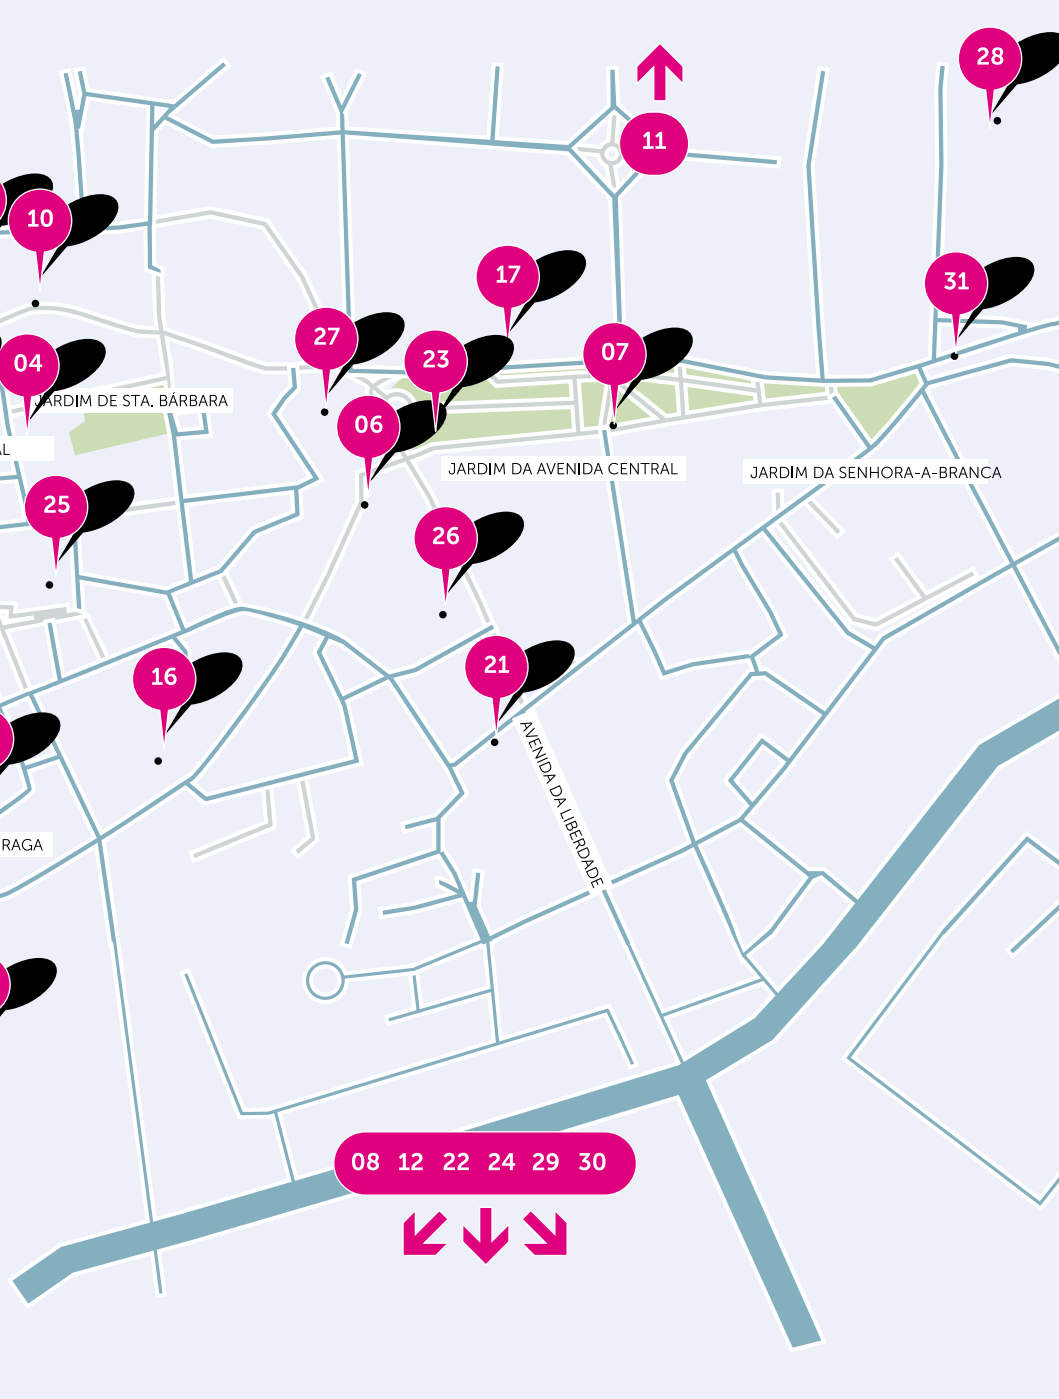 28
11
10
17
31
27
07
23
04
JARDIM DE STA. BÁRBARA
06
AL
JARDIM DA AVENIDA CENTRAL
JARDIM DA SENHORA-A-BRANCA
25
26
21
16
AVENIDA DA LIBERDADE
RAGA
08 12 22 24 29 30